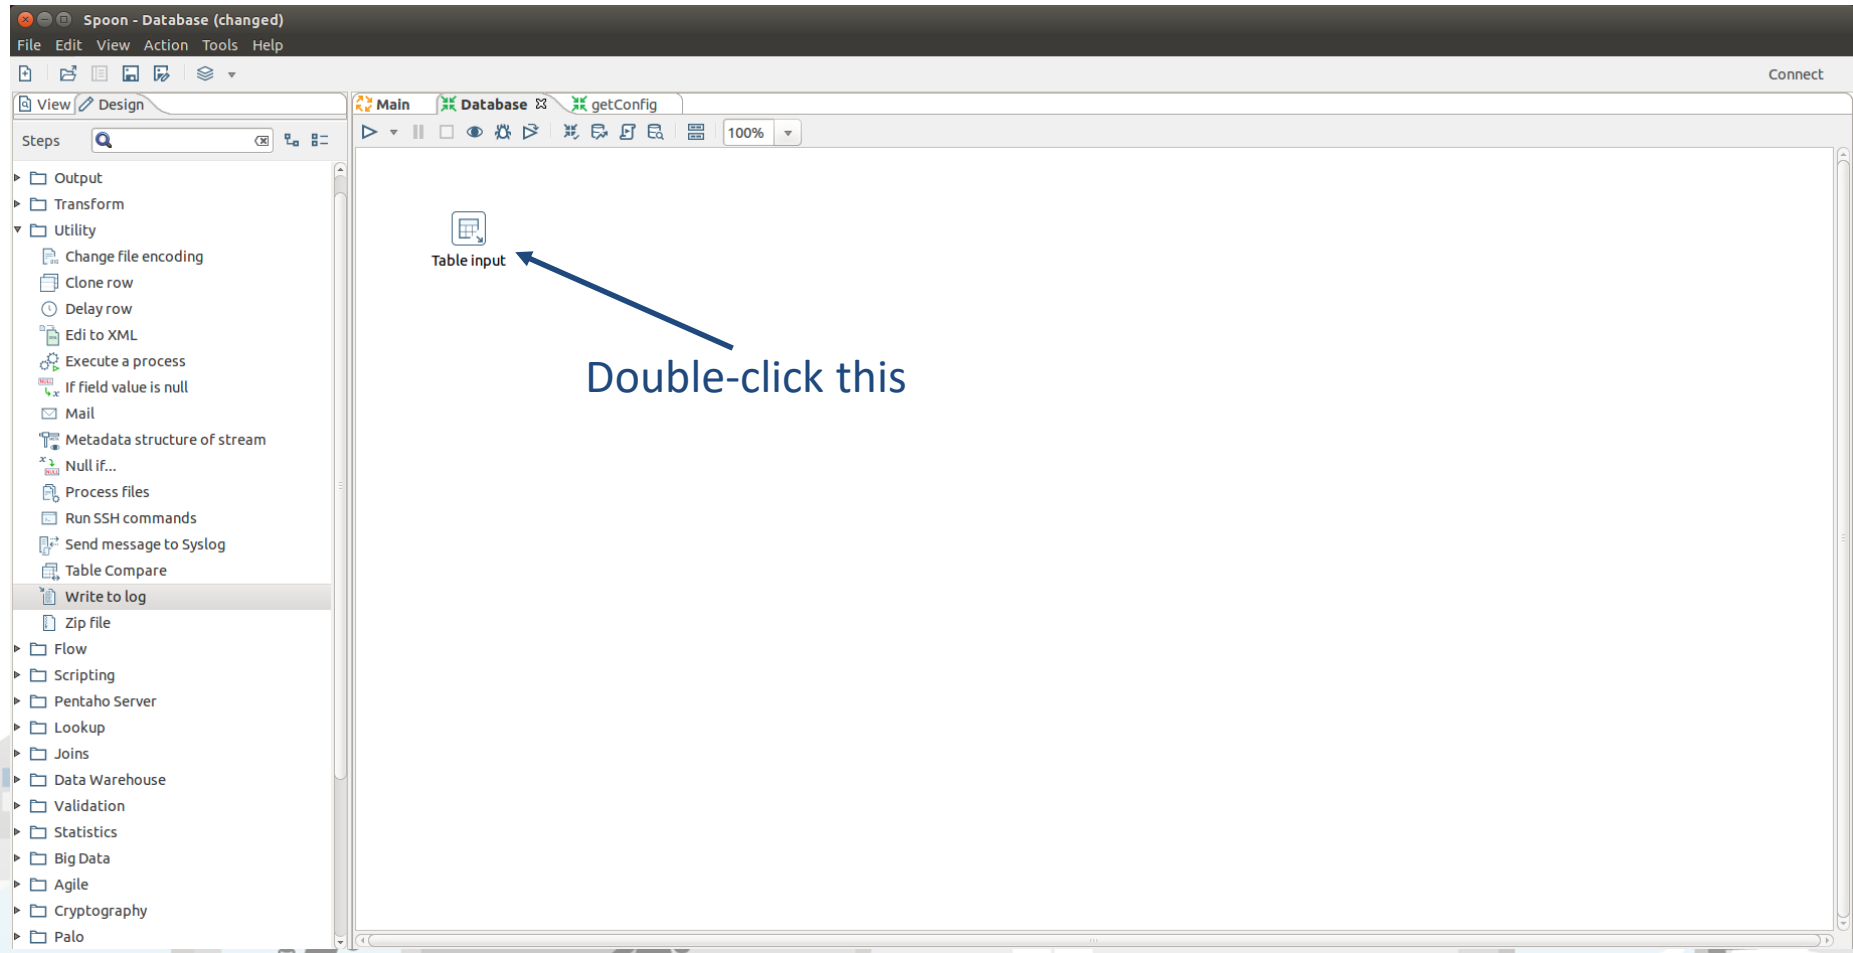 Spoon - Database (changed)
File Edit View Action Tools Help
Connect
View Design
Main Database getConfig
Steps
100%
Output
Transform
Utility
Change file encoding
Clone row
Delay row
Edi to XML
Execute a process
If field value is null
Mail
Metadata structure of stream
Null if...
Process files
Run SSH commands
Send message to Syslog
Table Compare
Write to log
Zip file
Flow
Scripting
Pentaho Server
Lookup
Joins
Data Warehouse
Validation
Statistics
Big Data
Agile
Cryptography
Palo
Table input
Double-click this